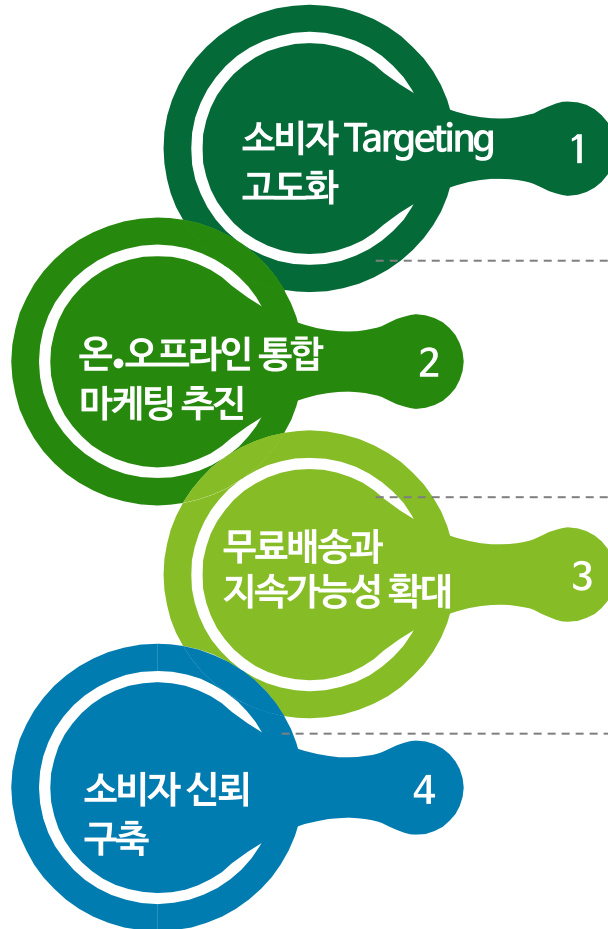 소비자 Targeting
고도화
1
온.오프라인 통합
마케팅 추진
2
무료배송과
지속가능성 확대
3
소비자 신뢰
구축
4